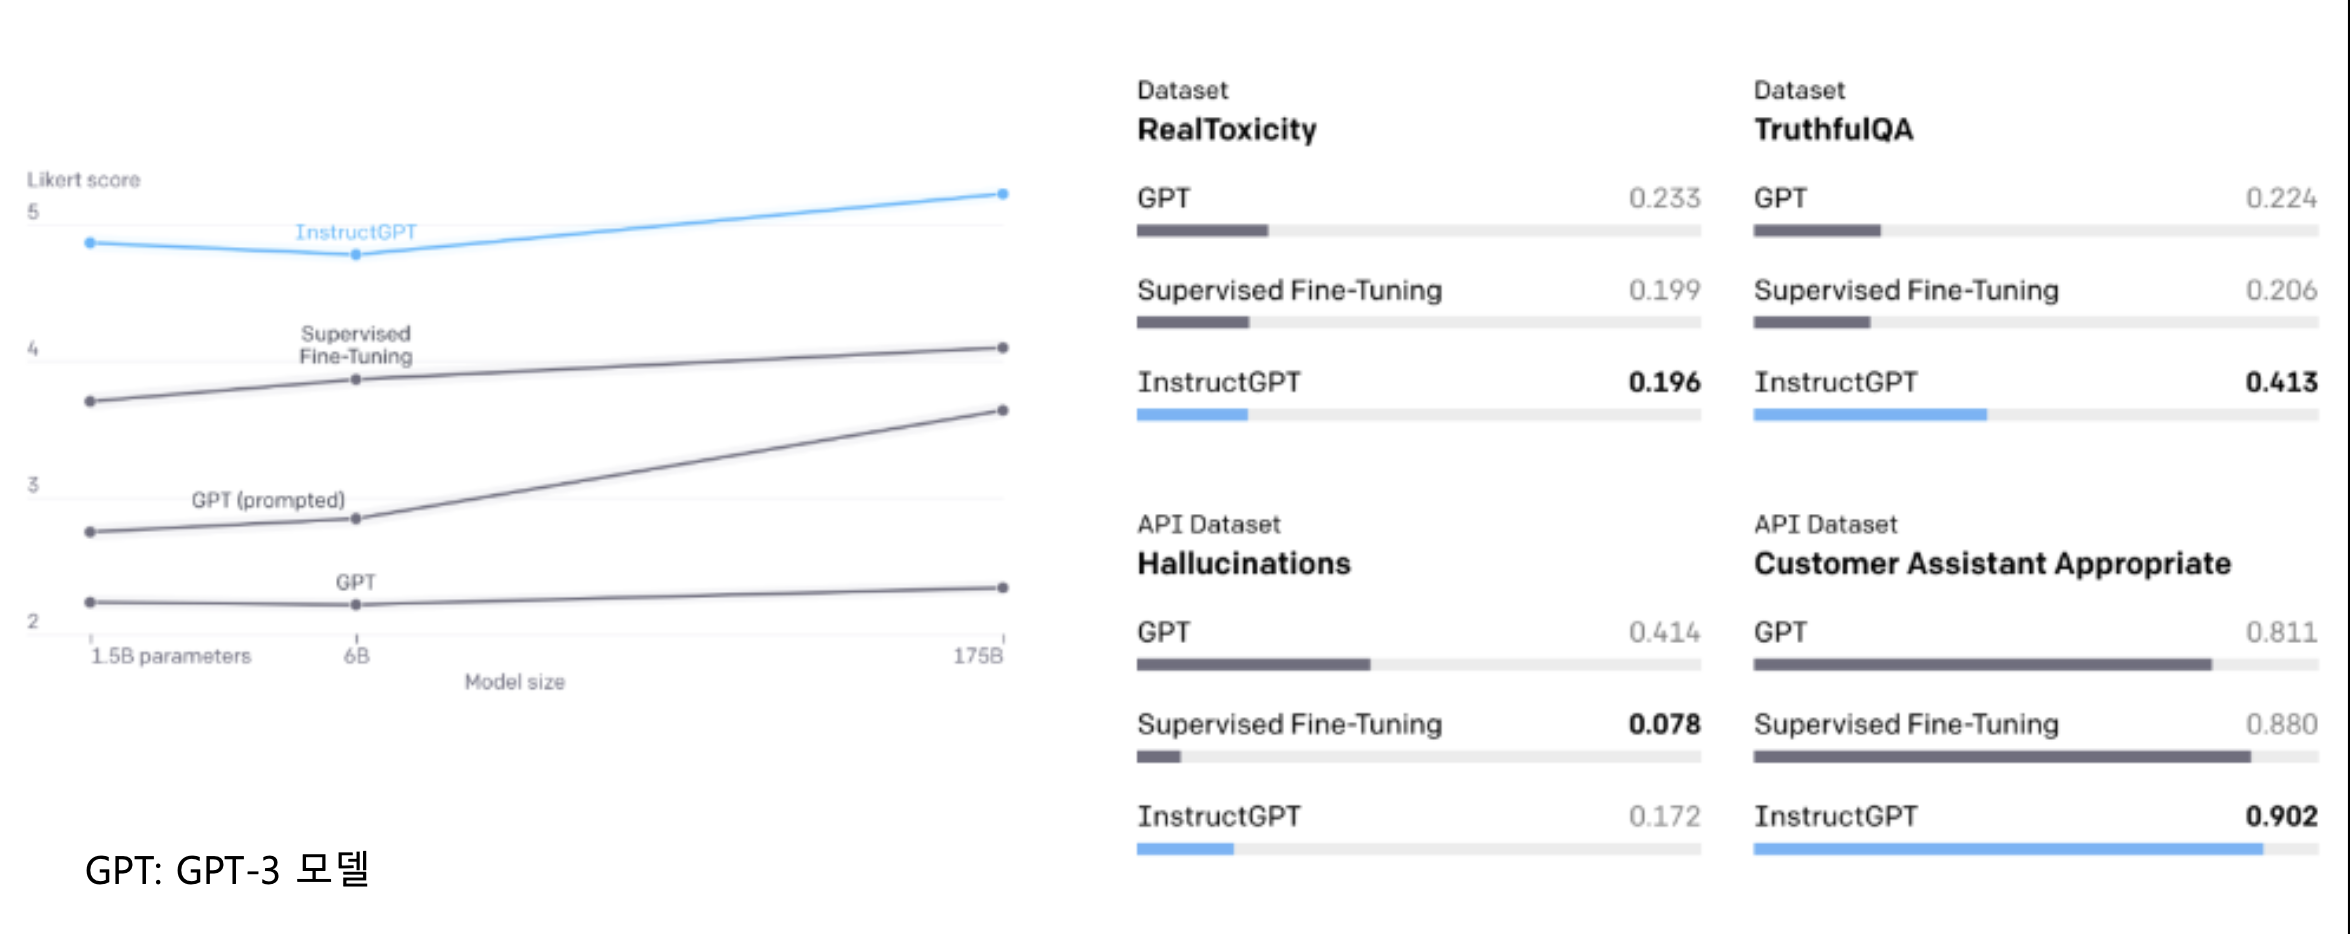 Likert score
5
InstructGPT
Supervised
Fine-Tuning
4
3
GPT (prompted)
GPT
2
1.5B parameters
6B
175B
Model size
GPT: GPT-3 모델
Dataset
RealToxicity
GPT 0.233
Supervised Fine-Tuning 0.199
InstructGPT 0.196
Dataset
TruthfulQA
GPT 0.224
Supervised Fine-Tuning 0.206
InstructGPT 0.413
API Dataset
Hallucinations
GPT 0.414
Supervised Fine-Tuning 0.078
InstructGPT 0.172
API Dataset
Customer Assistant Appropriate
GPT 0.811
Supervised Fine-Tuning 0.880
InstructGPT 0.902